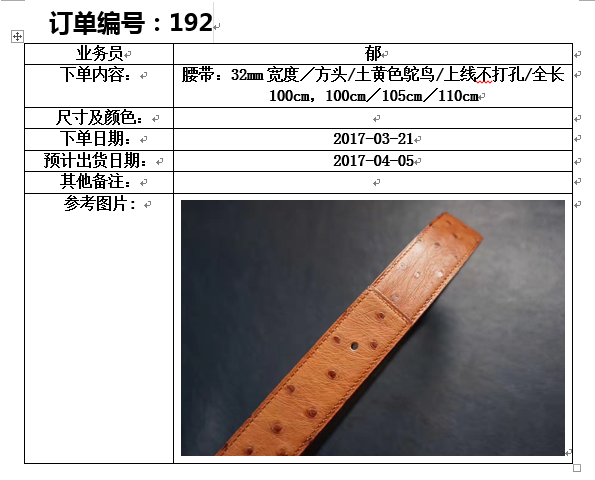 订单编号：192
业务员
郁
下单内容：
腰带：32mm 宽度／方头/土黄色鸵鸟/上线不打孔/全长
100cm，100cm／105cm／110cm
尺寸及颜色：
下单日期：
2017-03-21
预计出货日期：
2017-04-05
其他备注：
参考图片：